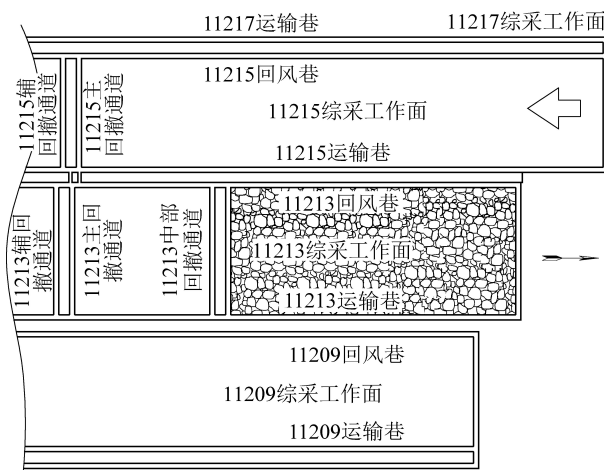 11217运输巷
11217综采工作面
11215辅
回撤通道
11215主
回撤通道
11215回风巷
11215综采工作面
11215运输巷
11213辅回
撤通道
11213主回
撤通道
11213中部
回撤通道
11213回风巷
11213综采工作面
11213运输巷
11209回风巷
11209综采工作面
11209运输巷